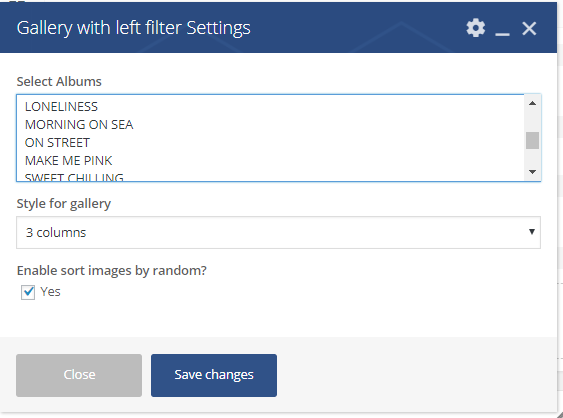 Gallery with left filter Settings
Select Albums
LONELINESS
MORNING ON SEA
ON STREET
MAKE ME PINK
SWEET CHILLING
Style for gallery
3 columns
Enable sort images by random?
Yes
Close
Save changes